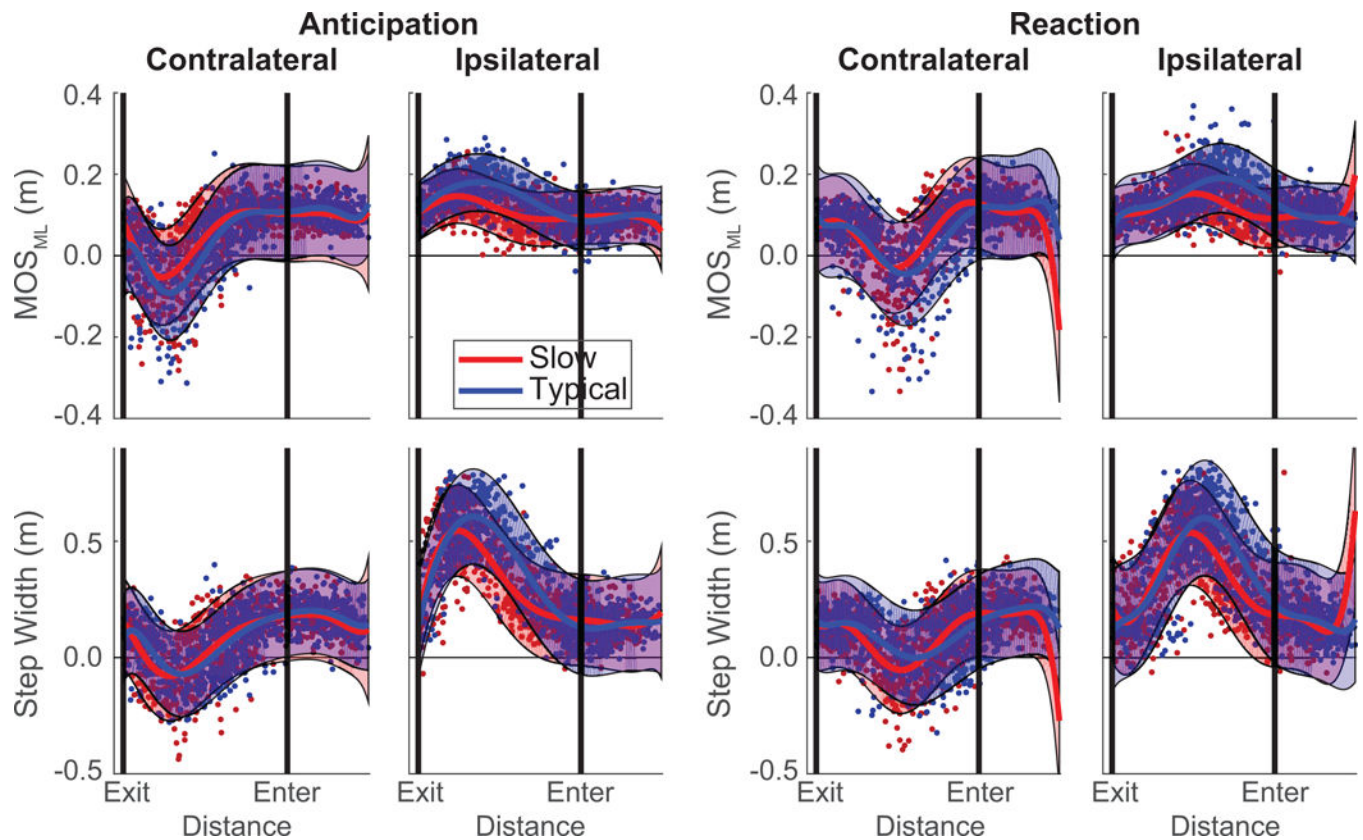 Anticipation
Reaction
Contralateral
Ipsilateral
Contralateral
Ipsilateral
MOS_ML (m)
0.4
0.2
0.0
-0.2
-0.4
Slow
Typical
MOS_ML (m)
0.4
0.2
0.0
-0.2
-0.4
Step Width (m)
0.5
0.0
-0.5
Step Width (m)
0.5
0.0
-0.5
Exit
Enter
Exit
Enter
Exit
Enter
Exit
Enter
Distance
Distance
Distance
Distance